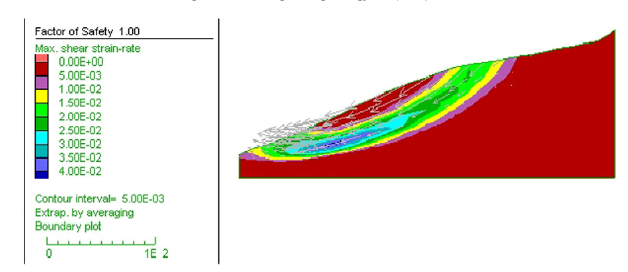 Factor of Safety 1.00
Max. shear strain-rate
0.00E+00
5.00E-03
1.00E-02
1.50E-02
2.00E-02
2.50E-02
3.00E-02
3.50E-02
4.00E-02
Contour interval= 5.00E-03
Extrap. by averaging
Boundary plot
0 1E 2